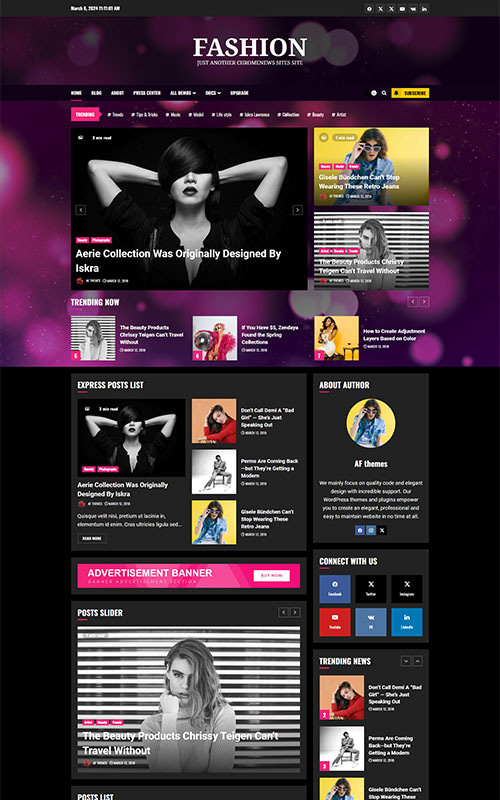 March 6, 2024 11:11:01 AM
FASHION
JUST ANOTHER CHROMENEWS SITES SITE
HOME BLOG ABOUT PRESS CENTER ALL DEMOS DOCS UPGRADE
SUBSCRIBE
TRENDING # Trends # Tips & Tricks # Music # Model # Life style # Iskra Lawrence # Collection # Beauty # Artist
3 min read
Beauty Photography
Aerie Collection Was Originally Designed By
Iskra
AF THEMES MARCH 12, 2018
1 min read
Beauty Model Trends
Gisele Bündchen Can't Stop
Wearing These Retro Jeans
AF THEMES MARCH 12, 2018
Artist Beauty Trends
The Beauty Products Chrissy
Teigen Can't Travel Without
AF THEMES MARCH 12, 2018
TRENDING NOW
5
The Beauty Products
Chrissy Teigen Can't Travel
Without
MARCH 12, 2018
6
If You Have $5, Zendaya
Found the Spring
Collections
MARCH 12, 2018
7
How to Create Adjustment
Layers Based on Color
MARCH 12, 2018
EXPRESS POSTS LIST
3 min read
Beauty Photography
Aerie Collection Was Originally
Designed By Iskra
AF THEMES MARCH 12, 2018
Quisque velit nisi, pretium ut lacinia in,
elementum id enim. Cras ultricies ligula sed...
READ MORE
Don't Call Demi A "Bad
Girl" — She's Just
Speaking Out
MARCH 12, 2018
Perms Are Coming Back
—but They're Getting a
Modern
MARCH 12, 2018
Gisele Bündchen Can't
Stop Wearing These
Retro Jeans
MARCH 12, 2018
ABOUT AUTHOR
AF themes
We mainly focus on quality code and elegant
design with incredible support. Our
WordPress themes and plugins empower
you to create an elegant, professional and
easy to maintain website in no time at all.
ADVERTISEMENT BANNER
BANNER ADVERTISEMENT SECTION
BUY NOW
CONNECT WITH US
Facebook Twitter Instagram
Youtube VK LinkedIn
POSTS SLIDER
Artist Beauty Trends
The Beauty Products Chrissy Teigen Can't
Travel Without
AF THEMES MARCH 12, 2018
TRENDING NEWS
2
Don't Call Demi A "Bad
Girl" — She's Just
Speaking Out
MARCH 12, 2018
3
Perms Are Coming
Back—but They're
Getting a Modern
MARCH 12, 2018
Gisele Bündchen Can't
Stop Wearing These
POSTS LIST